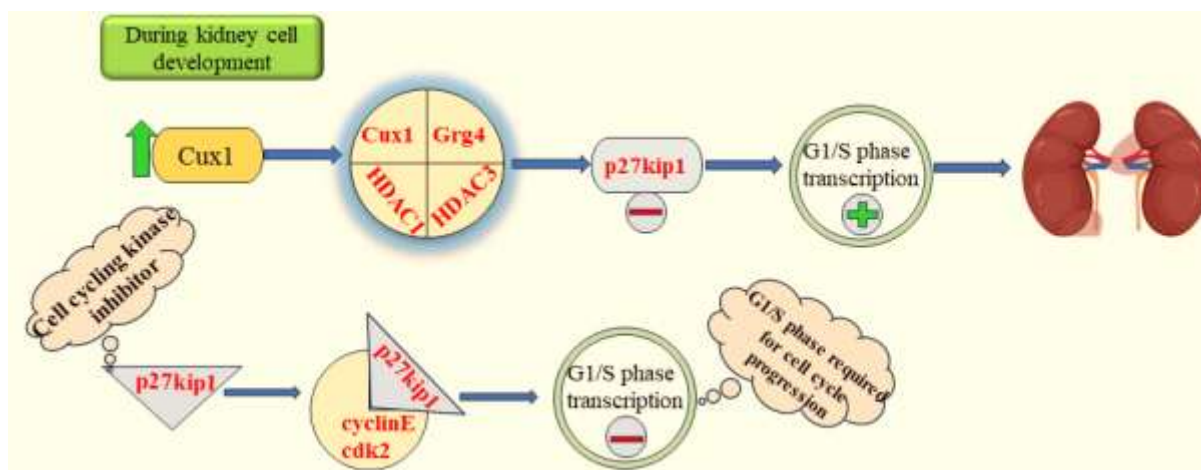 During kidney cell
development
Cux1
Cux1
Grg4
HDAC1
HDAC3
p27kip1
G1/S phase
transcription
Cell cycling kinase
inhibitor
p27kip1
p27kip1
cyclinE
cdk2
G1/S phase
transcription
G1/S phase required
for cell cycle
progression